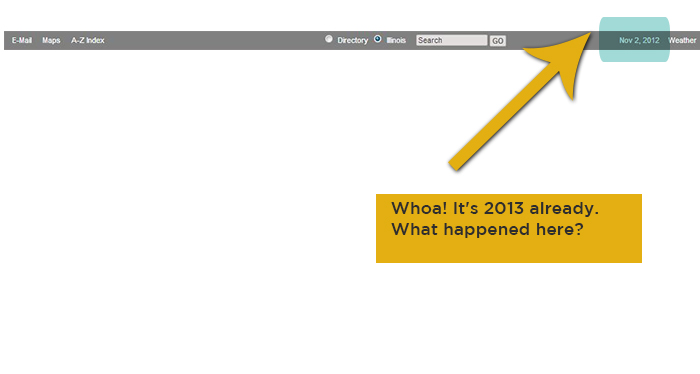 E-Mail Maps A-Z Index Directory Illinois Search GO Nov 2, 2012 Weather
Whoa! It's 2013 already.
What happened here?